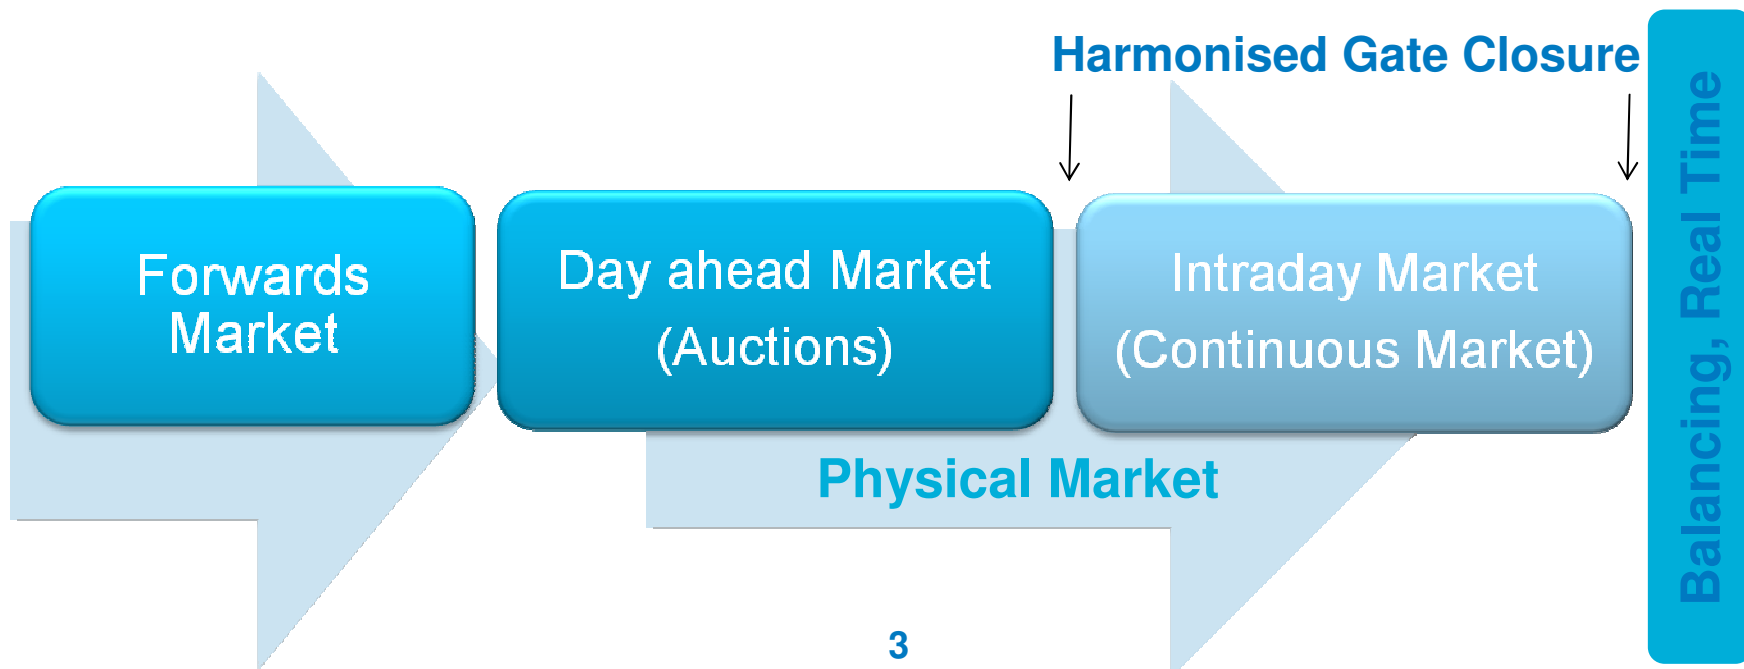 Harmonised Gate Closure
Forwards
Market
Day ahead Market
(Auctions)
Intraday Market
(Continuous Market)
Balancing, Real Time
Physical Market
3